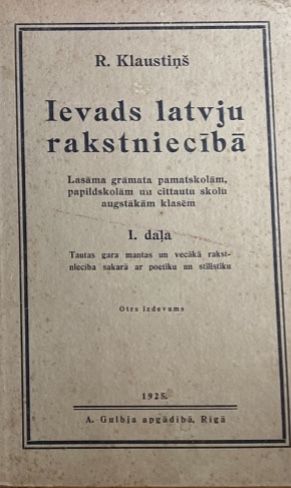 R. Klaustiņš
Ievads latvju
rakstniecībā
Lasāma grāmata pamatskolām,
papildskolām un cittautu skolu
augstākām klasēm
I. daļa
Tautas gara mantas un vecākā rakst-
niecība sakarā ar poētiku un stilistiku
Otrs izdevums
1925.
A. Gulbja apgādībā, Rīgā